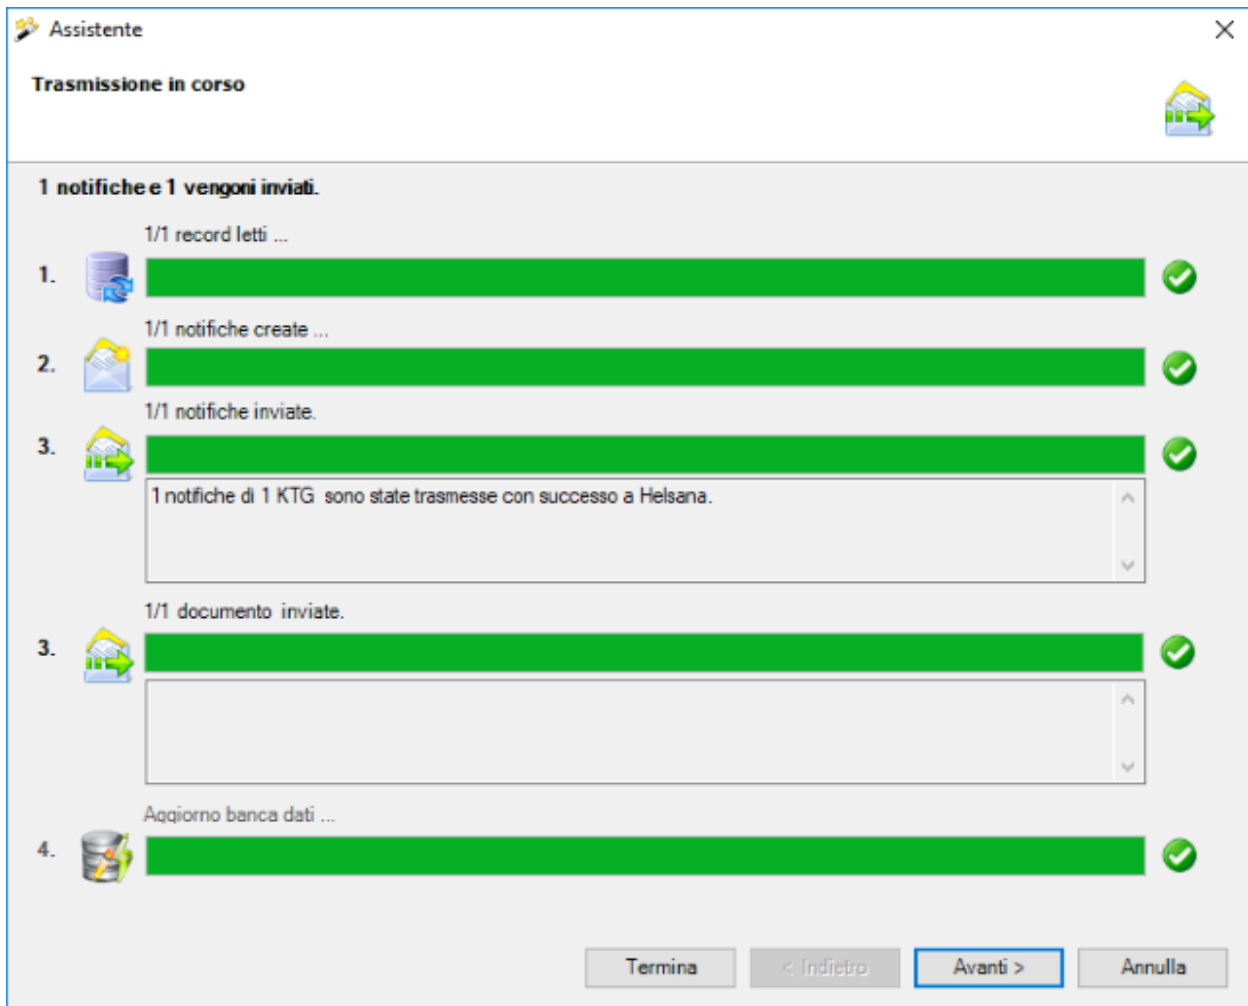 Assistente
Trasmissione in corso
1 notifiche e 1 vengoni inviati.
1/1 record letti ...
1.
1/1 notifiche create ...
2.
1/1 notifiche inviate.
3.
1 notifiche di 1 KTG sono state trasmesse con successo a Helsana.
1/1 documento inviate.
3.
Aggiorno banca dati ...
4.
Termina < Indietro Avanti > Annulla